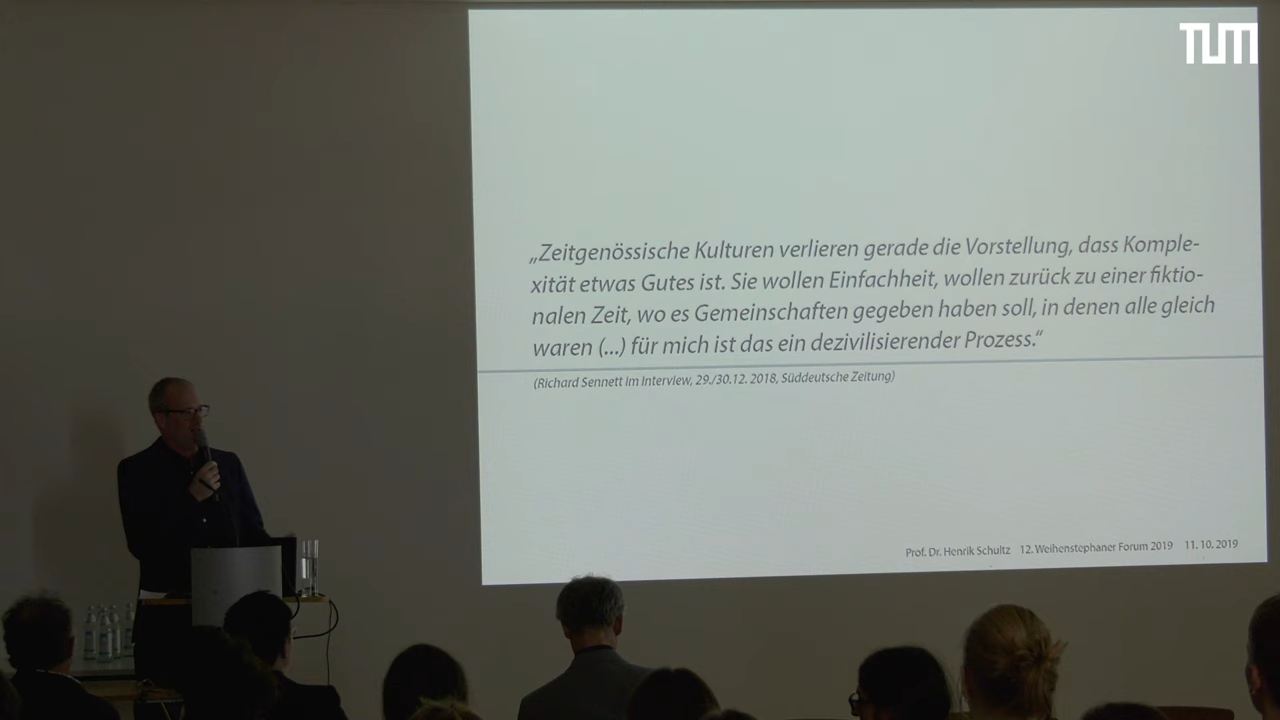 TUM
„Zeitgenössische Kulturen verlieren gerade die Vorstellung, dass Komple-
xität etwas Gutes ist. Sie wollen Einfachheit, wollen zurück zu einer fiktio-
nalen Zeit, wo es Gemeinschaften gegeben haben soll, in denen alle gleich
waren (...) für mich ist das ein dezivilisierender Prozess.“
(Richard Sennett im Interview, 29./30.12. 2018, Süddeutsche Zeitung)
Prof. Dr. Henrik Schultz 12. Weihenstephaner Forum 2019 11. 10. 2019